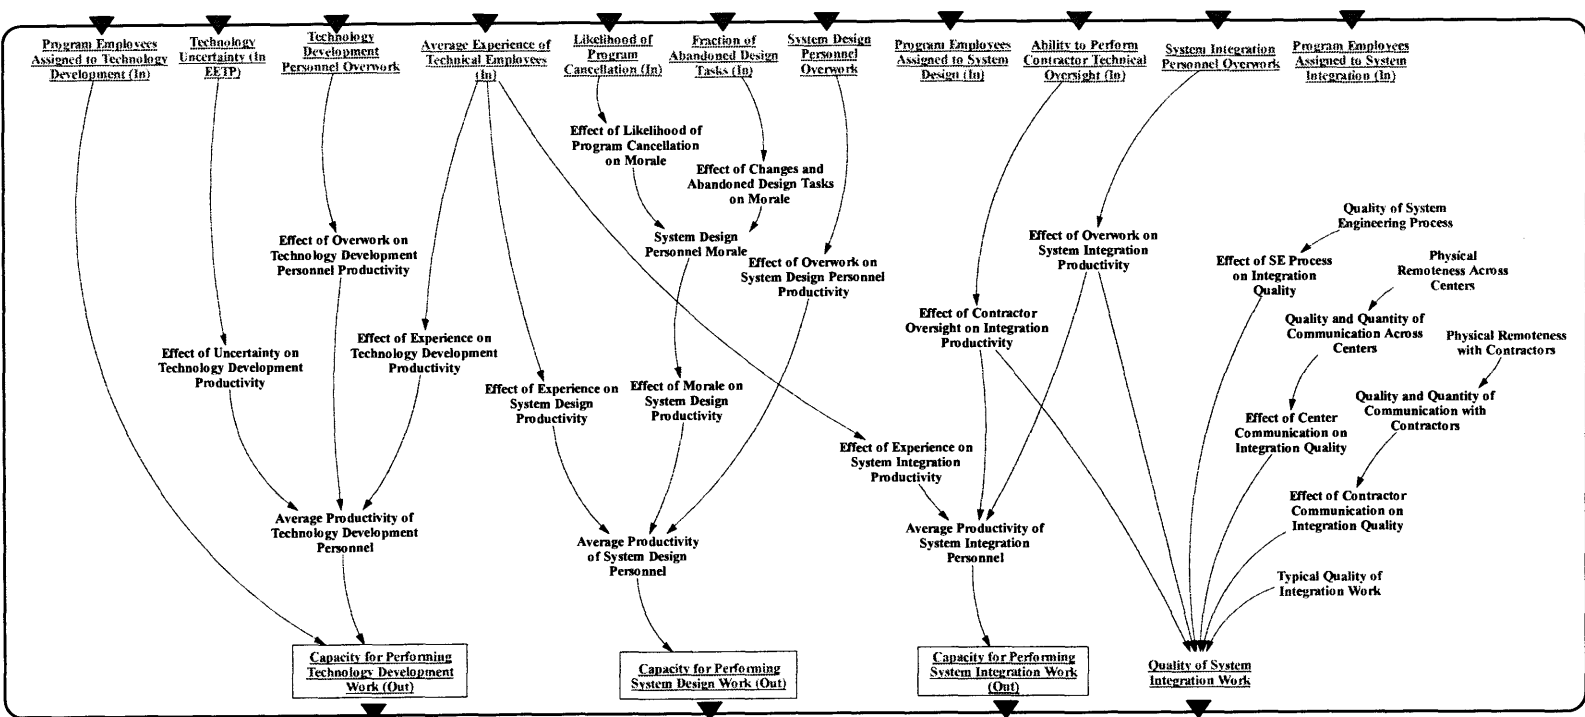 Program Employees
Assigned to Technology
Development (In)
Technology
Uncertainty (In
EETP)
Technology
Development
Personnel Overwork
Average Experience of
Technical Employees
(In)
Likelihood of
Program
Cancellation (In)
Fraction of
Abandoned Design
Tasks (In)
System Design
Personnel
Overwork
Program Employees
Assigned to System
Design (In)
Ability to Perform
Contractor Technical
Oversight (In)
System Integration
Personnel Overwork
Program Employees
Assigned to System
Integration (In)
Effect of Likelihood of
Program Cancellation
on Morale
Effect of Changes and
Abandoned Design Tasks
on Morale
System Design
Personnel Morale
Effect of Overwork on
Technology Development
Personnel Productivity
Effect of Overwork on
System Design Personnel
Productivity
Effect of Overwork on
System Integration
Productivity
Quality of System
Engineering Process
Effect of SE Process
on Integration
Quality
Physical
Remoteness Across
Centers
Effect of Contractor
Oversight on Integration
Productivity
Quality and Quantity of
Communication Across
Centers
Physical Remoteness
with Contractors
Effect of Uncertainty on
Technology Development
Productivity
Effect of Experience on
Technology Development
Productivity
Effect of Experience on
System Design
Productivity
Effect of Morale on
System Design
Productivity
Quality and Quantity of
Communication with
Contractors
Effect of Center
Communication on
Integration Quality
Effect of Experience on
System Integration
Productivity
Effect of Contractor
Communication on
Integration Quality
Average Productivity of
Technology Development
Personnel
Average Productivity
of System Design
Personnel
Average Productivity of
System Integration
Personnel
Typical Quality of
Integration Work
Capacity for Performing
Technology Development
Work (Out)
Capacity for Performing
System Design Work (Out)
Capacity for Performing
System Integration Work
(Out)
Quality of System
Integration Work